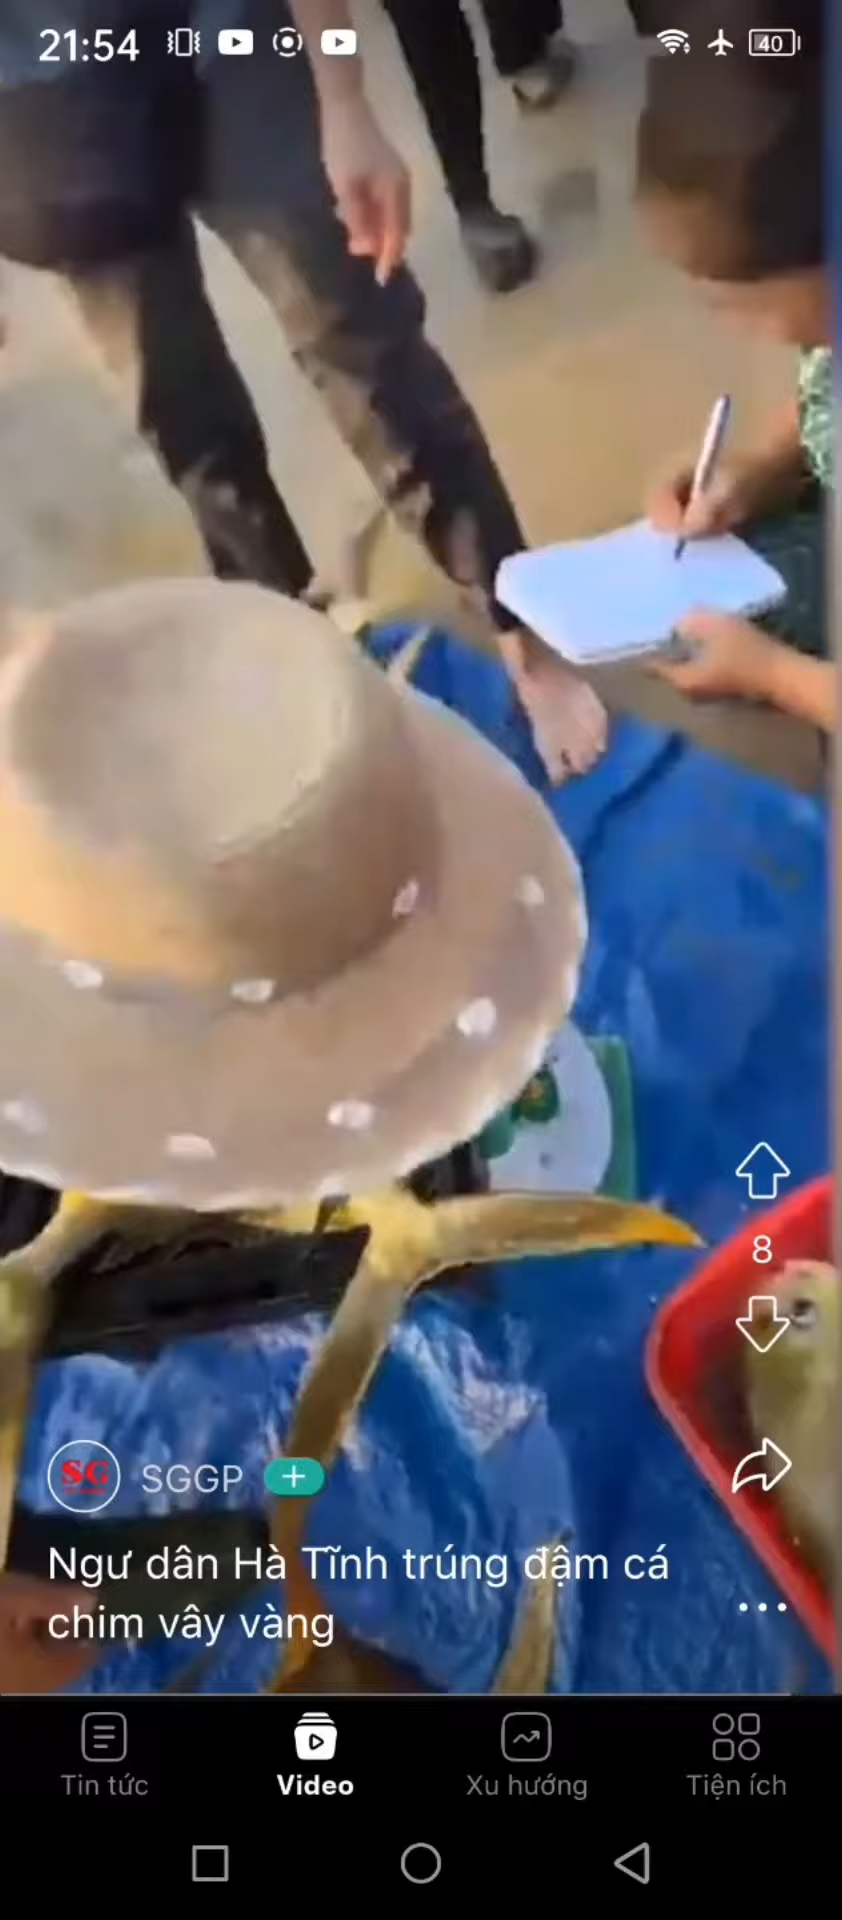 21:54
40
8
SG
SGGP
Ngư dân Hà Tĩnh trúng đậm cá
chim vây vàng
Tin tức
Video
Xu hướng
Tiện ích